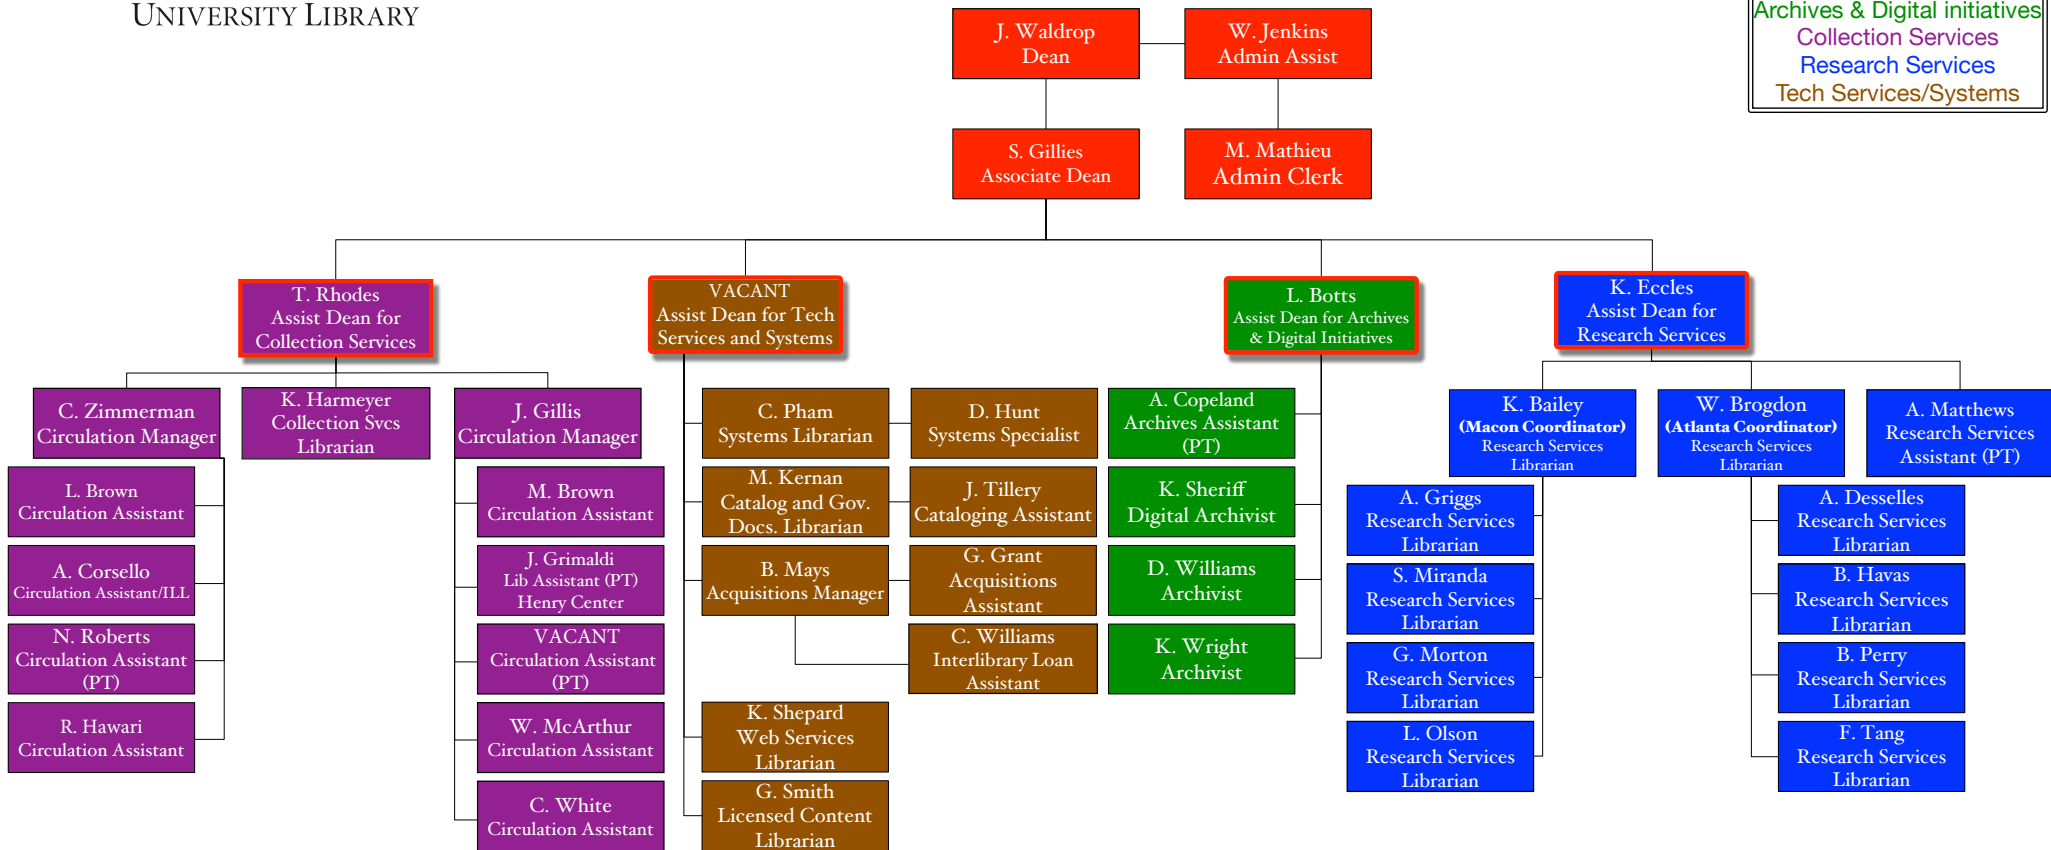 UNIVERSITY LIBRARY
Archives & Digital initiatives
Collection Services
Research Services
Tech Services/Systems
J. Waldrop
Dean
W. Jenkins
Admin Assist
S. Gillies
Associate Dean
M. Mathieu
Admin Clerk
T. Rhodes
Assist Dean for
Collection Services
VACANT
Assist Dean for Tech
Services and Systems
L. Botts
Assist Dean for Archives
& Digital Initiatives
K. Eccles
Assist Dean for
Research Services
C. Zimmerman
Circulation Manager
K. Harmeyer
Collection Svcs
Librarian
J. Gillis
Circulation Manager
L. Brown
Circulation Assistant
A. Corsello
Circulation Assistant/ILL
N. Roberts
Circulation Assistant
(PT)
R. Hawari
Circulation Assistant
M. Brown
Circulation Assistant
J. Grimaldi
Lib Assistant (PT)
Henry Center
VACANT
Circulation Assistant
(PT)
W. McArthur
Circulation Assistant
C. White
Circulation Assistant
C. Pham
Systems Librarian
D. Hunt
Systems Specialist
M. Kernan
Catalog and Gov.
Docs. Librarian
J. Tillery
Cataloging Assistant
B. Mays
Acquisitions Manager
G. Grant
Acquisitions
Assistant
C. Williams
Interlibrary Loan
Assistant
K. Shepard
Web Services
Librarian
G. Smith
Licensed Content
Librarian
A. Copeland
Archives Assistant
(PT)
K. Sheriff
Digital Archivist
D. Williams
Archivist
K. Wright
Archivist
K. Bailey
(Macon Coordinator)
Research Services
Librarian
W. Brogdon
(Atlanta Coordinator)
Research Services
Librarian
A. Matthews
Research Services
Assistant (PT)
A. Griggs
Research Services
Librarian
S. Miranda
Research Services
Librarian
G. Morton
Research Services
Librarian
L. Olson
Research Services
Librarian
A. Desselles
Research Services
Librarian
B. Havas
Research Services
Librarian
B. Perry
Research Services
Librarian
F. Tang
Research Services
Librarian